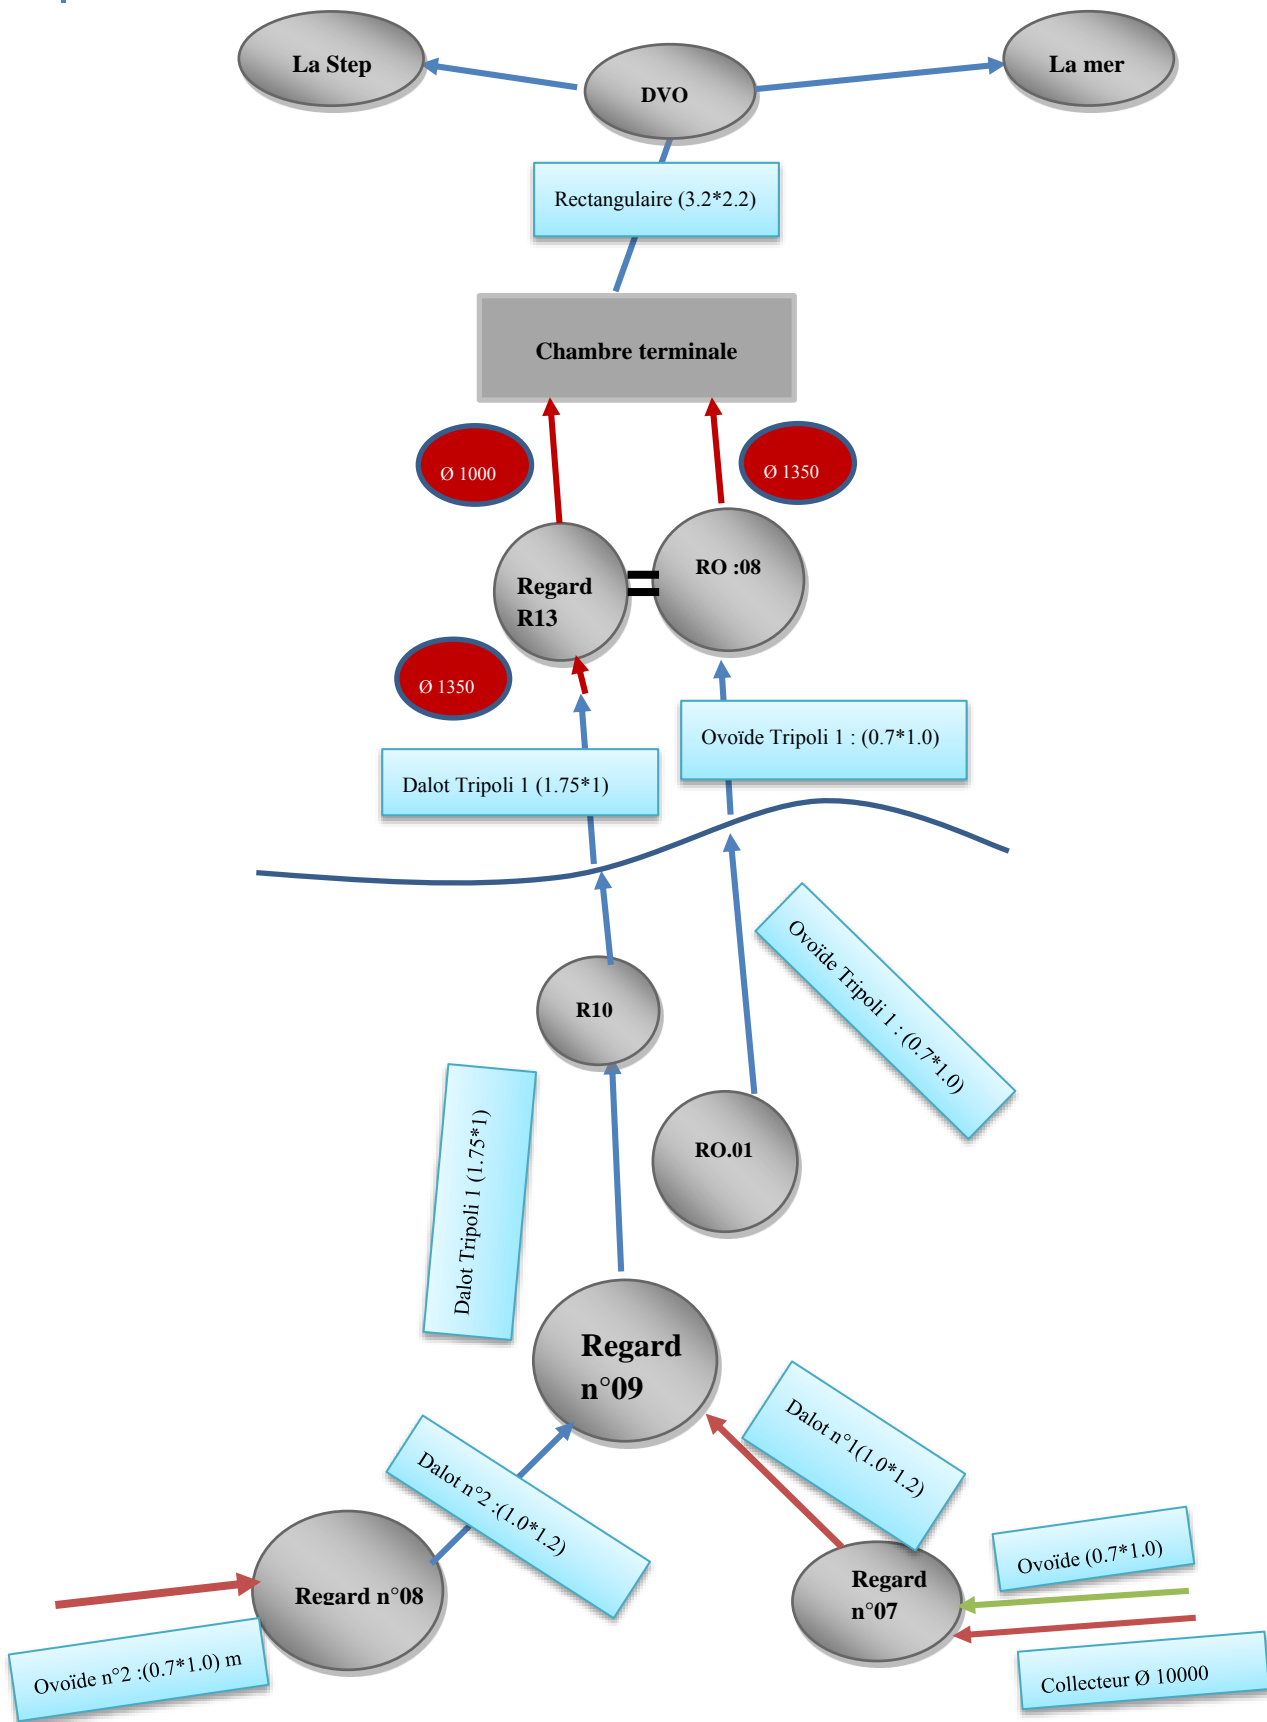 La Step
DVO
La mer
Rectangulaire (3.2*2.2)
Chambre terminale
Ø 1000
Ø 1350
Regard
R13
RO :08
Ø 1350
Ovoïde Tripoli 1 : (0.7*1.0)
Dalot Tripoli 1 (1.75*1)
Ovoïde Tripoli 1 : (0.7*1.0)
R10
Dalot Tripoli 1 (1.75*1)
RO.01
Regard
n°09
Dalot n°1(1.0*1.2)
Dalot n°2 :(1.0*1.2)
Regard n°08
Regard
n°07
Ovoïde (0.7*1.0)
Ovoïde n°2 :(0.7*1.0) m
Collecteur Ø 10000